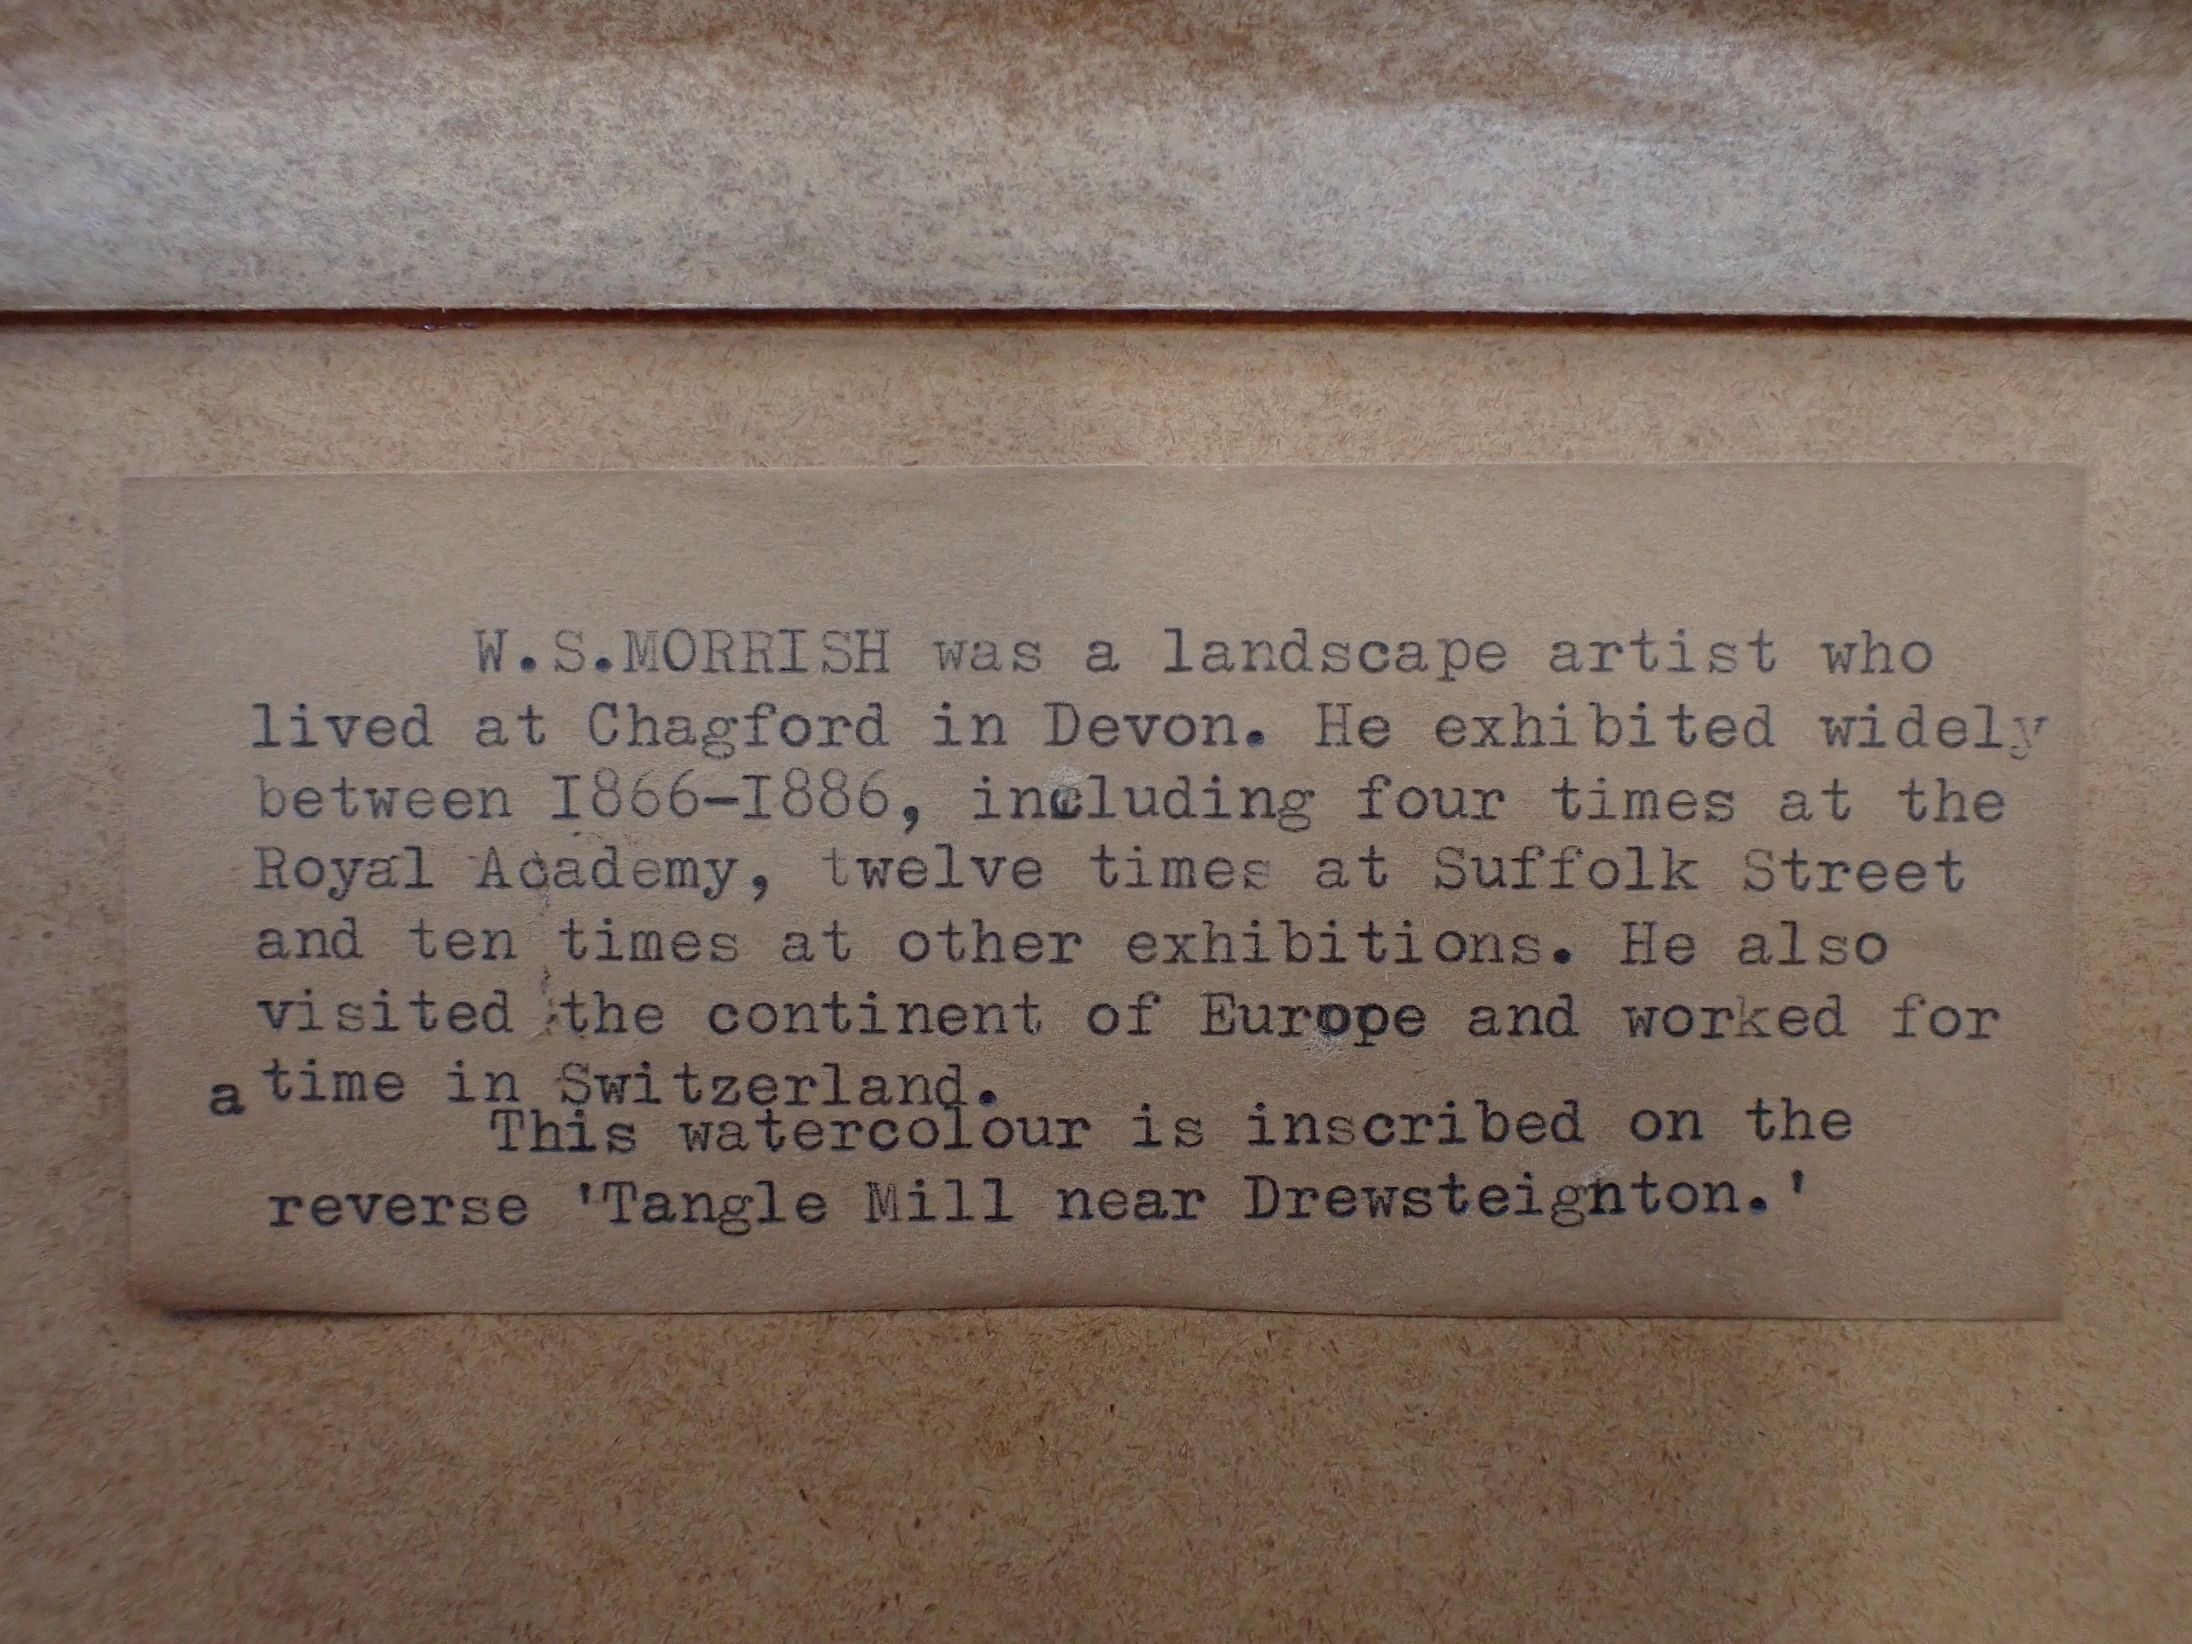 W.S.MORRISH was a landscape artist who
lived at Chagford in Devon. He exhibited widely
between I866-I886, including four times at the
Royal Academy, twelve times at Suffolk Street
and ten times at other exhibitions. He also
visited the continent of Europe and worked for
a time in Switzerland.
This watercolour is inscribed on the
reverse 'Tangle Mill near Drewsteignton.'